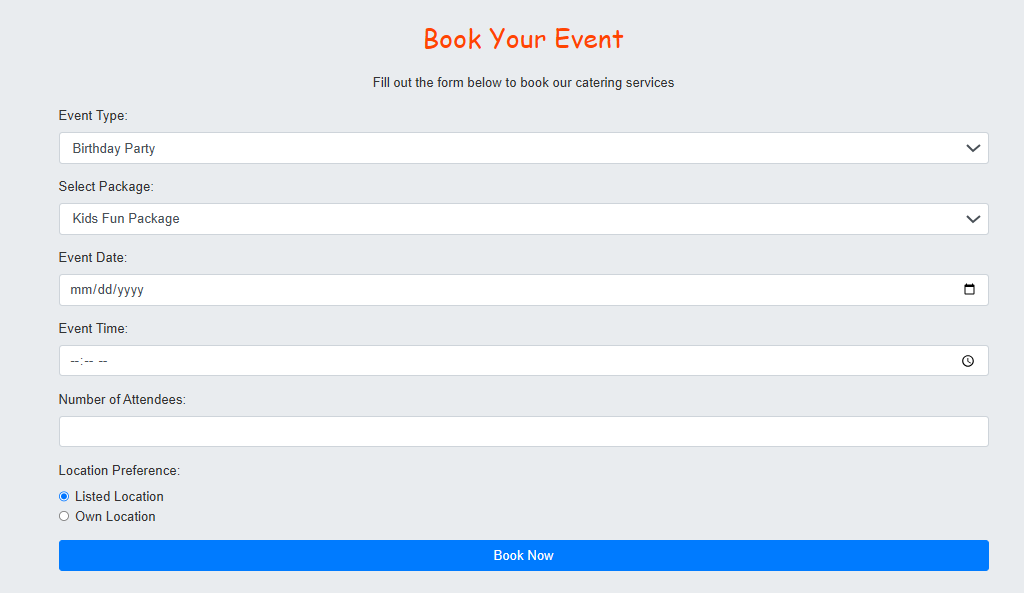 Book Your Event
Fill out the form below to book our catering services
Event Type:
Birthday Party
Select Package:
Kids Fun Package
Event Date:
mm/dd/yyyy
Event Time:
--:-- --
Number of Attendees:
Location Preference:
Listed Location
Own Location
Book Now